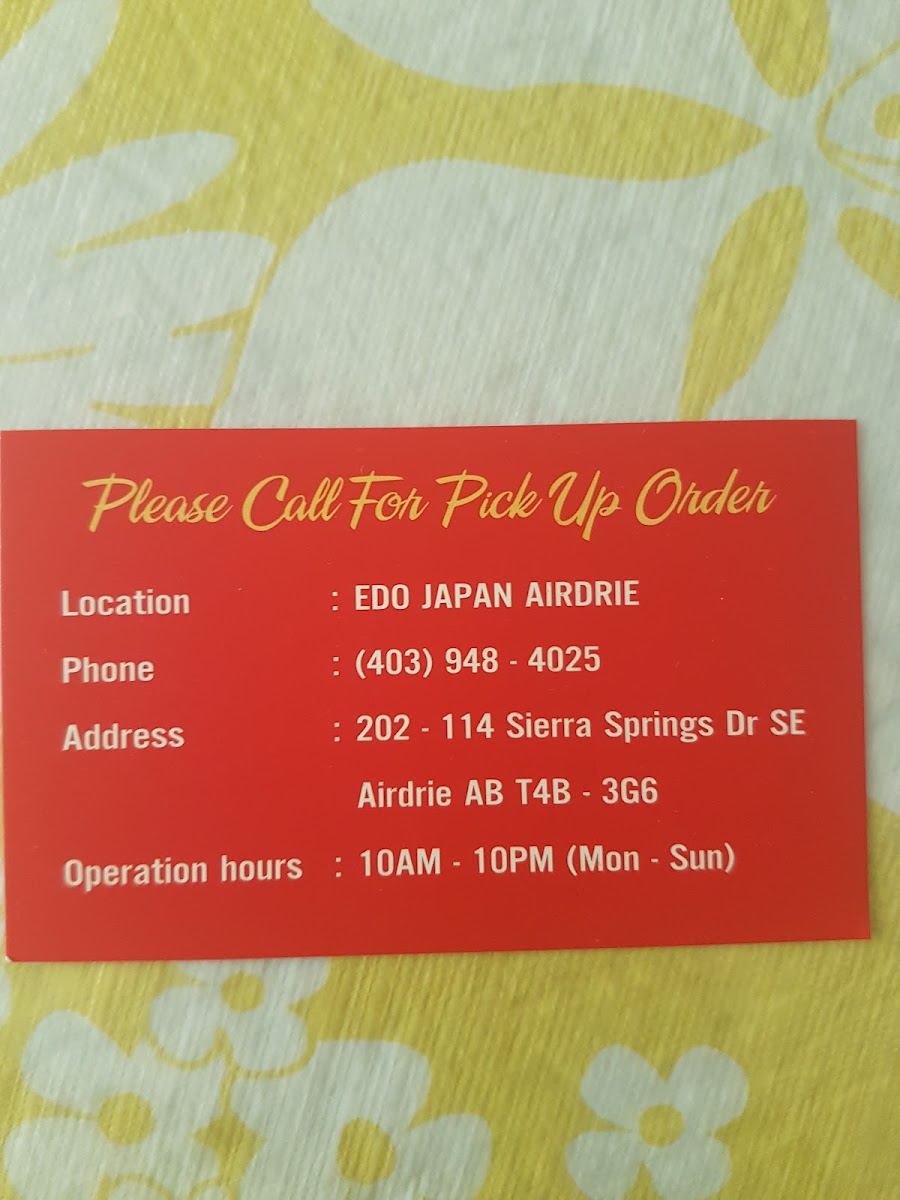 Please Call For Pick Up Order
Location : EDO JAPAN AIRDRIE
Phone : (403) 948 - 4025
Address : 202 - 114 Sierra Springs Dr SE
Airdrie AB T4B - 3G6
Operation hours : 10AM - 10PM (Mon - Sun)